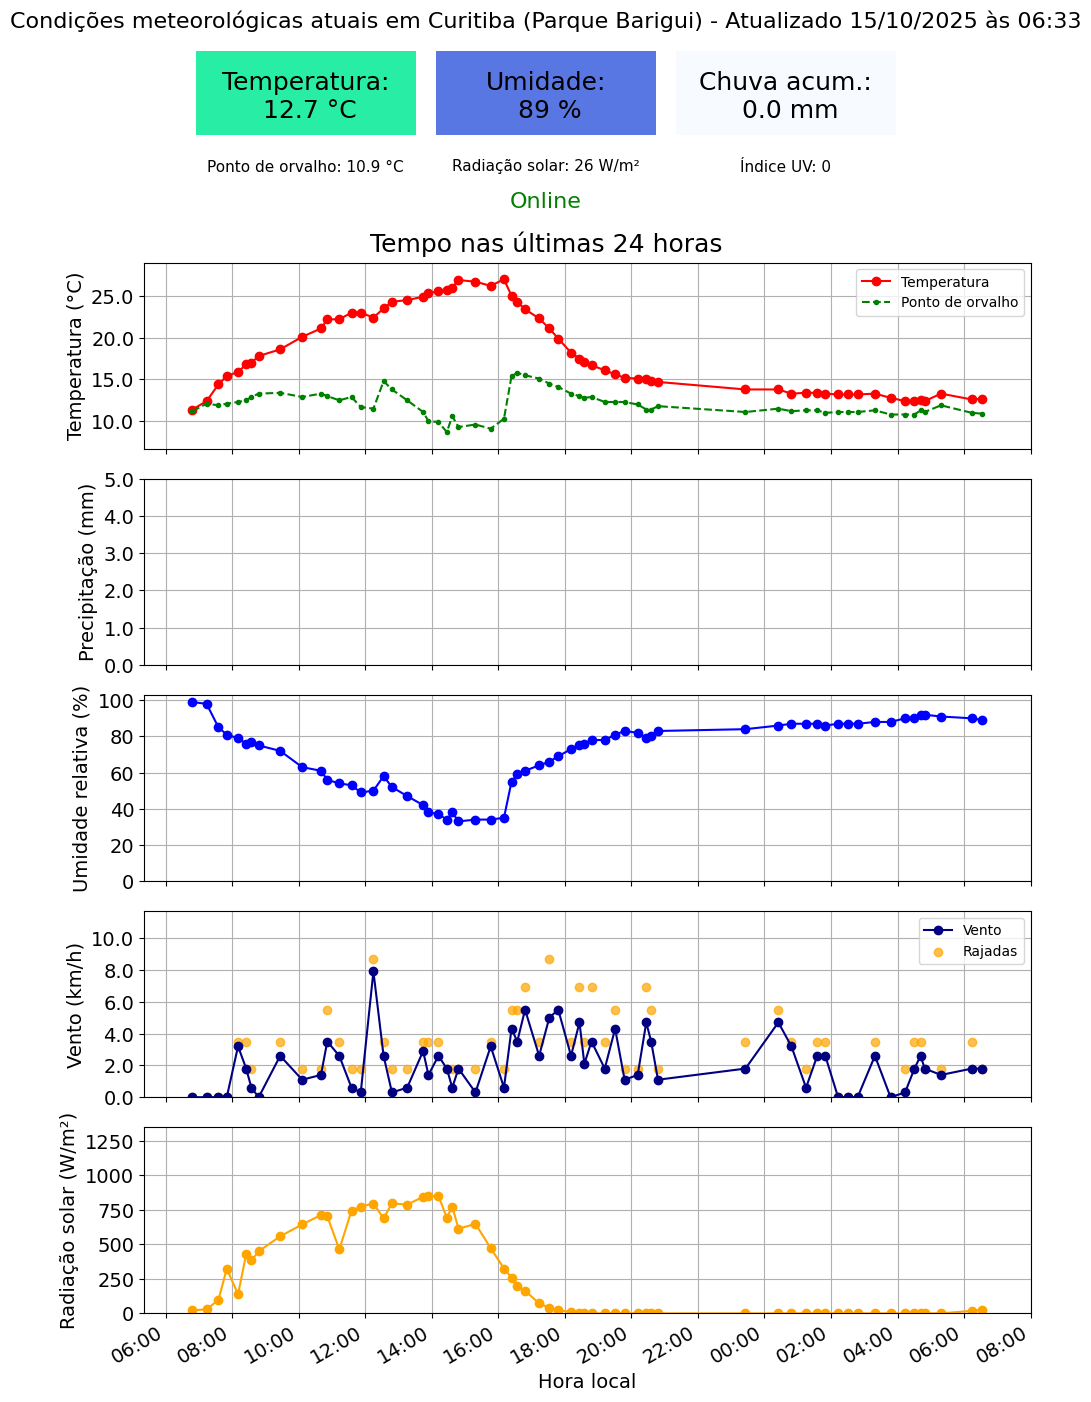 Condições meteorológicas atuais em Curitiba (Parque Barigui) - Atualizado 15/10/2025 às 06:33
Temperatura:
12.7 °C
Umidade:
89 %
Chuva acum.:
0.0 mm
Ponto de orvalho: 10.9 °C
Radiação solar: 26 W/m²
Índice UV: 0
Online
Tempo nas últimas 24 horas
Temperatura (°C)
25.0
20.0
15.0
10.0
Temperatura
Ponto de orvalho
Precipitação (mm)
5.0
4.0
3.0
2.0
1.0
0.0
Umidade relativa (%)
100
80
60
40
20
0
Vento (km/h)
10.0
8.0
6.0
4.0
2.0
0.0
Vento
Rajadas
Radiação solar (W/m²)
1250
1000
750
500
250
0
06:00
08:00
10:00
12:00
14:00
16:00
18:00
20:00
22:00
00:00
02:00
04:00
06:00
08:00
Hora local